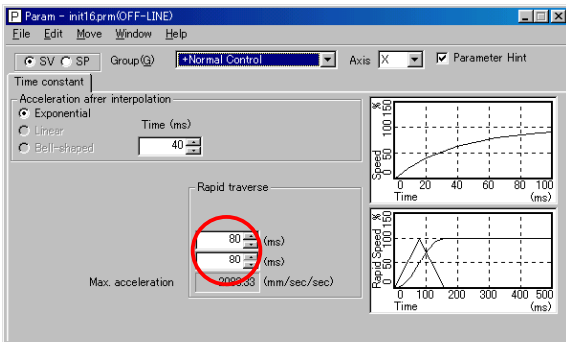 Param - init16.prm(OFF-LINE)
File Edit Move Window Help
SV SP Group(G) +Normal Control Axis X Parameter Hint
Time constant
Acceleration afrer interpolation
Exponential
Linear
Bell-shaped
Time (ms)
40
Rapid traverse
80 (ms)
80 (ms)
Max. acceleration (mm/sec/sec)
%
Speed
0 50 100 150
0 20 40 60 80 100
Time (ms)
%
Rapid Speed
0 50 100 150
0 100 200 300 400 500
Time (ms)